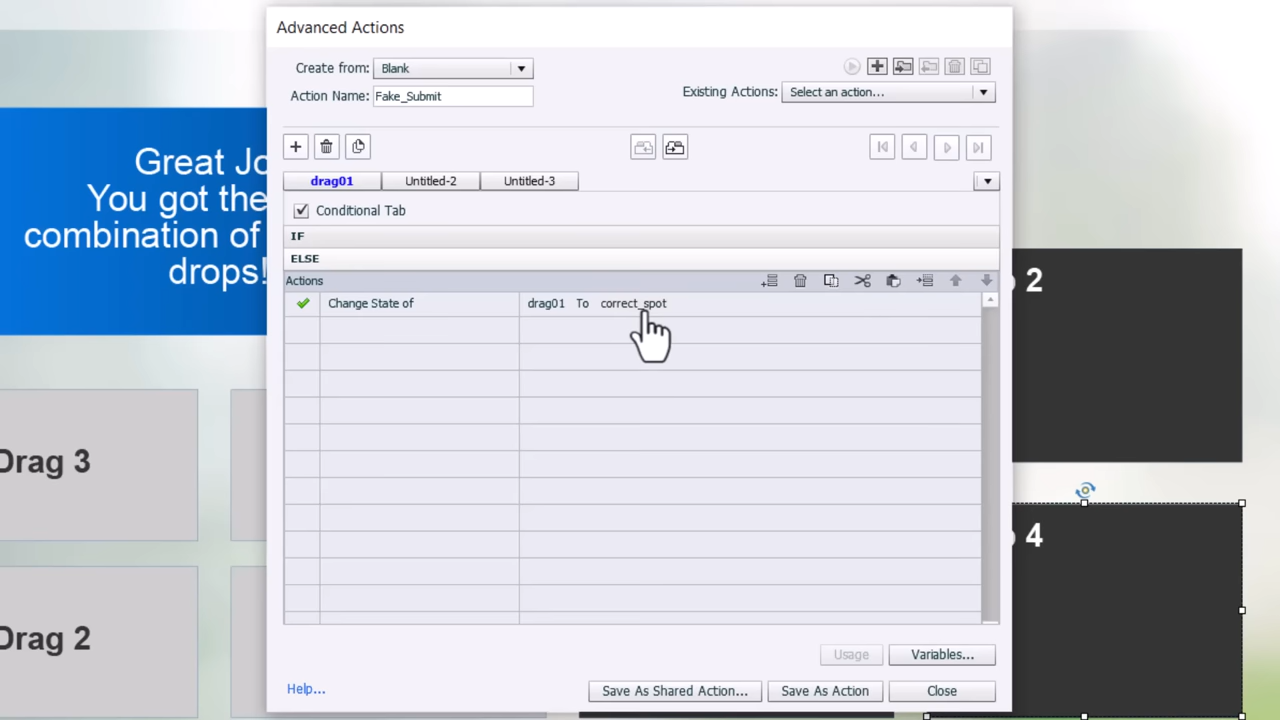 Advanced Actions
Create from: Blank
Action Name: Fake_Submit
Existing Actions: Select an action...
drag01 Untitled-2 Untitled-3
Conditional Tab
IF
ELSE
Actions
Change State of drag01 To correct_spot
Usage Variables...
Help... Save As Shared Action... Save As Action Close
Great Jo
You got the
combination of
drops!
Drag 3
Drag 2
2
4